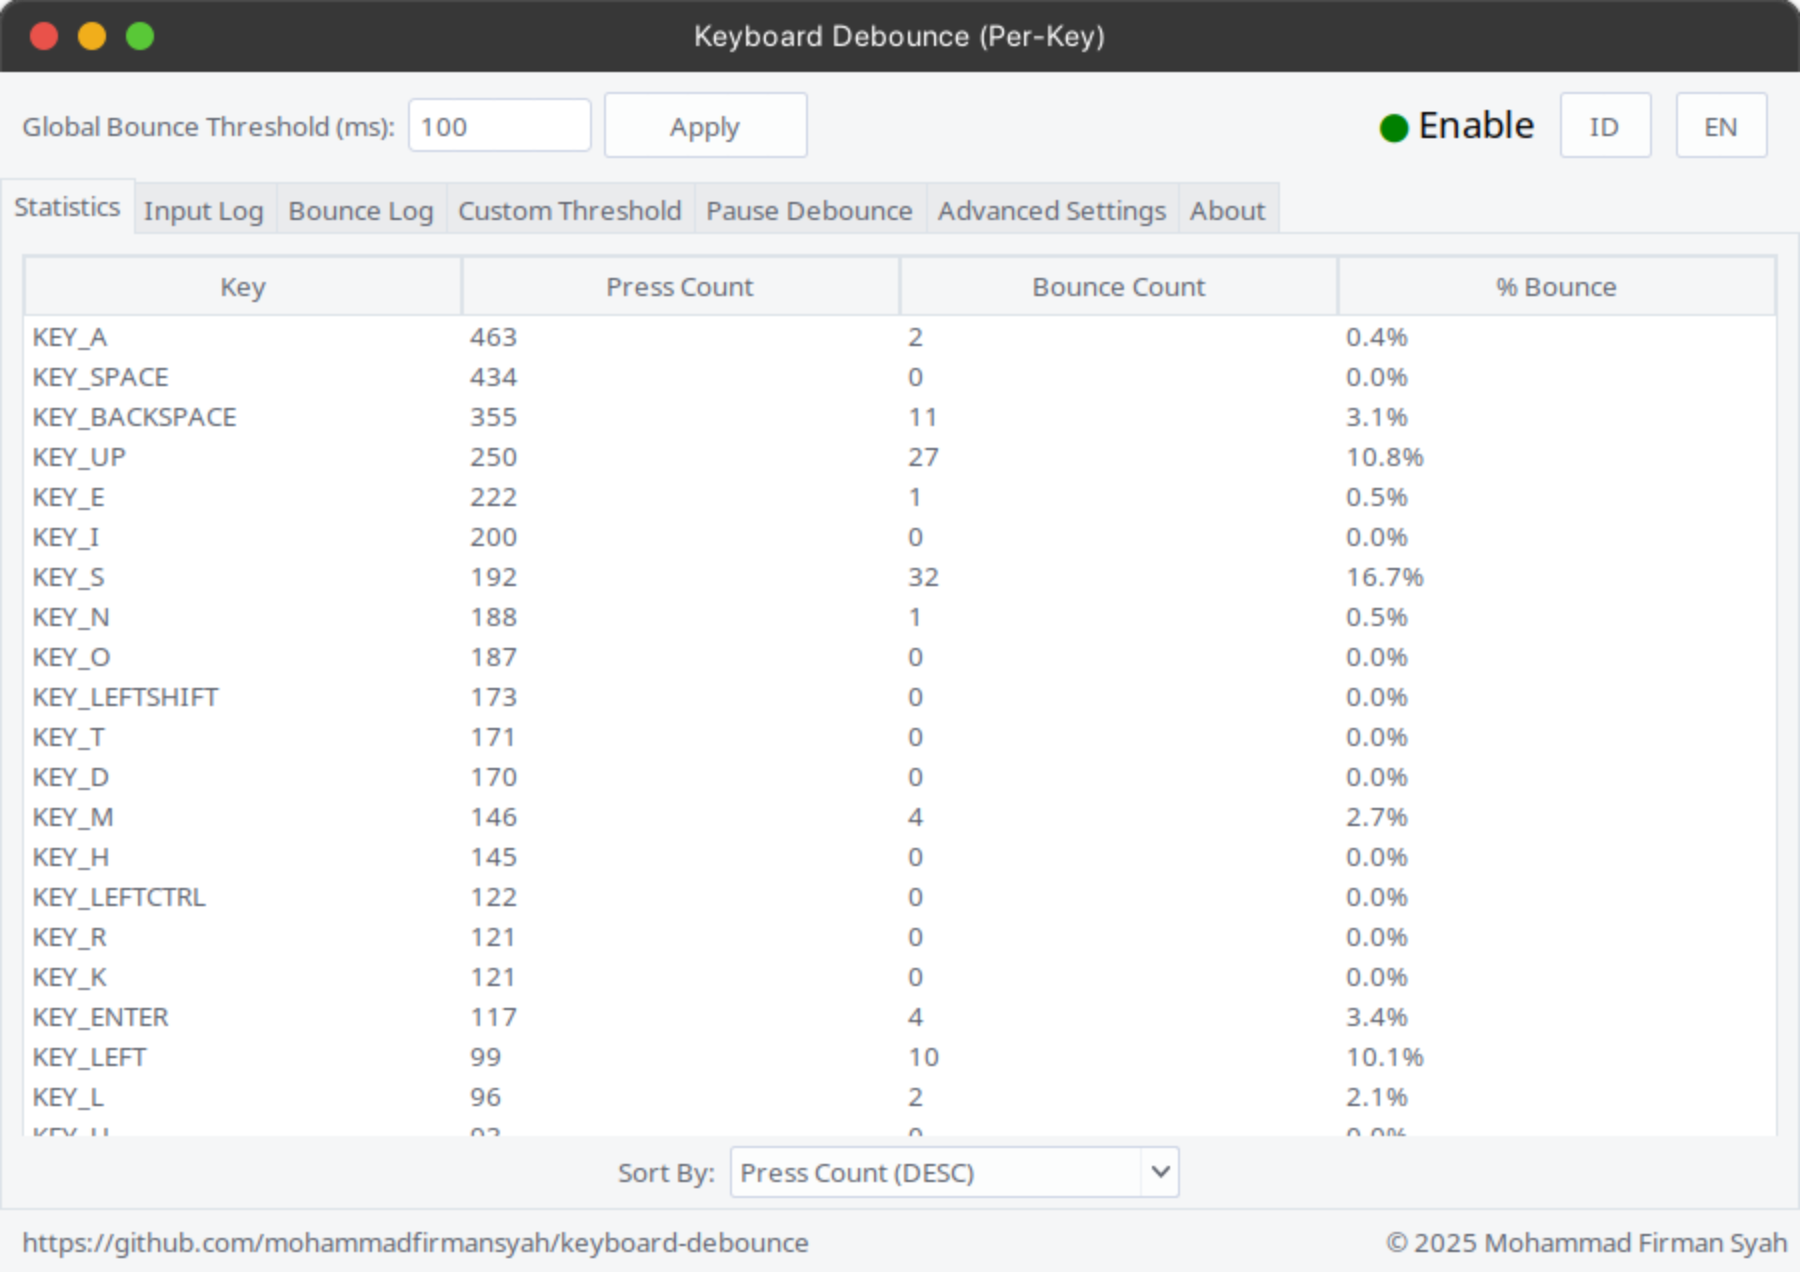 Keyboard Debounce (Per-Key)
Global Bounce Threshold (ms): 100 Apply Enable ID EN
Statistics Input Log Bounce Log Custom Threshold Pause Debounce Advanced Settings About
Key Press Count Bounce Count % Bounce
KEY_A 463 2 0.4%
KEY_SPACE 434 0 0.0%
KEY_BACKSPACE 355 11 3.1%
KEY_UP 250 27 10.8%
KEY_E 222 1 0.5%
KEY_I 200 0 0.0%
KEY_S 192 32 16.7%
KEY_N 188 1 0.5%
KEY_O 187 0 0.0%
KEY_LEFTSHIFT 173 0 0.0%
KEY_T 171 0 0.0%
KEY_D 170 0 0.0%
KEY_M 146 4 2.7%
KEY_H 145 0 0.0%
KEY_LEFTCTRL 122 0 0.0%
KEY_R 121 0 0.0%
KEY_K 121 0 0.0%
KEY_ENTER 117 4 3.4%
KEY_LEFT 99 10 10.1%
KEY_L 96 2 2.1%
Sort By: Press Count (DESC)
https://github.com/mohammadfirmansyah/keyboard-debounce © 2025 Mohammad Firman Syah